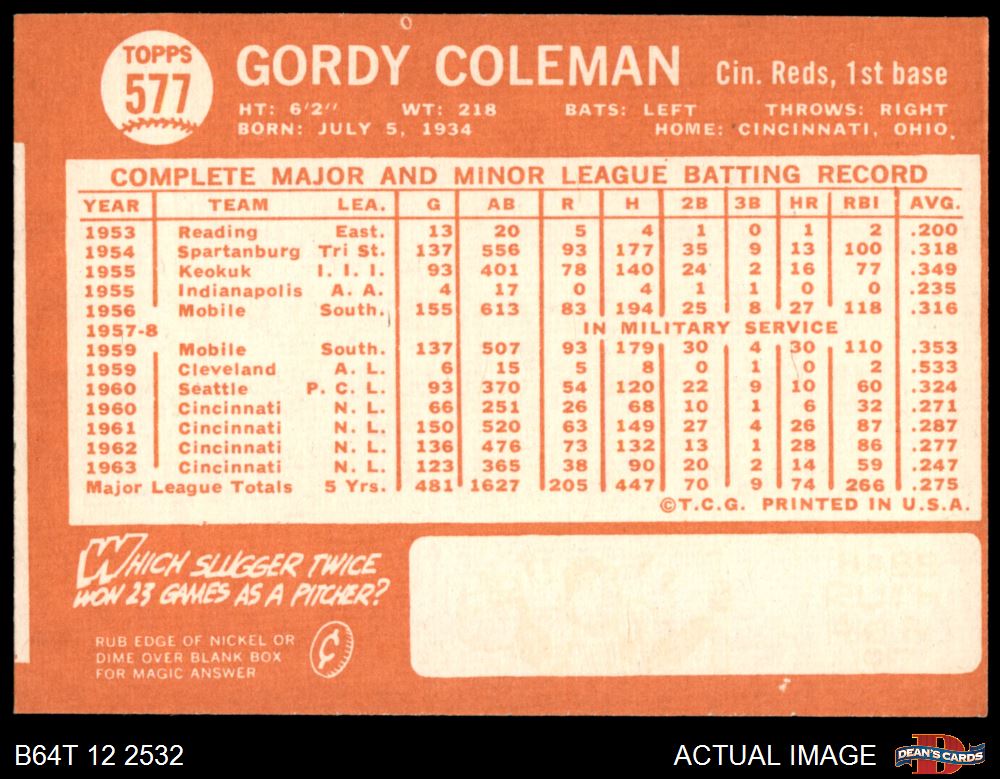 TOPPS
577
GORDY COLEMAN Cin. Reds, 1st base
HT: 6'2" WT: 218 BATS: LEFT THROWS: RIGHT
BORN: JULY 5, 1934 HOME: CINCINNATI, OHIO.
COMPLETE MAJOR AND MINOR LEAGUE BATTING RECORD
YEAR TEAM LEA. G AB R H 2B 3B HR RBI AVG.
1953 Reading East. 13 20 5 4 1 0 1 2 .200
1954 Spartanburg Tri St. 137 556 93 177 35 9 13 100 .318
1955 Keokuk I. I. I. 93 401 78 140 24 2 16 77 .349
1955 Indianapolis A. A. 4 17 0 4 1 1 0 0 .235
1956 Mobile South. 155 613 83 194 25 8 27 118 .316
1957-8 IN MILITARY SERVICE
1959 Mobile South. 137 507 93 179 30 4 30 110 .353
1959 Cleveland A. L. 6 15 5 8 0 1 0 2 .533
1960 Seattle P. C. L. 93 370 54 120 22 9 10 60 .324
1960 Cincinnati N. L. 66 251 26 68 10 1 6 32 .271
1961 Cincinnati N. L. 150 520 63 149 27 4 26 87 .287
1962 Cincinnati N. L. 136 476 73 132 13 1 28 86 .277
1963 Cincinnati N. L. 123 365 38 90 20 2 14 59 .247
Major League Totals 5 Yrs. 481 1627 205 447 70 9 74 266 .275
©T.C.G. PRINTED IN U.S.A.
WHICH SLUGGER TWICE
WON 23 GAMES AS A PITCHER?
RUB EDGE OF NICKEL OR
DIME OVER BLANK BOX
FOR MAGIC ANSWER
¢
B64T 12 2532 ACTUAL IMAGE DEAN'S CARDS